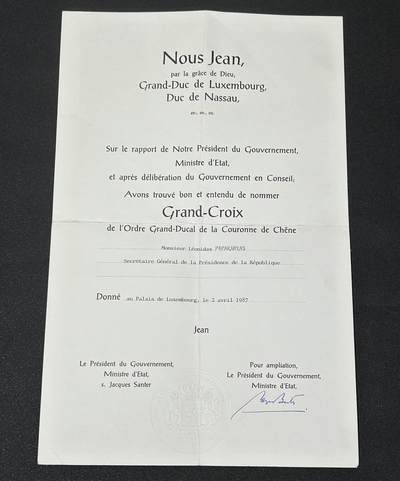 Nous Jean,
par la grâce de Dieu,
Grand-Duc de Luxembourg,
Duc de Nassau,
etc. etc. etc.
Sur le rapport de Notre Président du Gouvernement,
Ministre d'Etat,
et après délibération du Gouvernement en Conseil;
Avons trouvé bon et entendu de nommer
Grand-Croix
de l'Ordre Grand-Ducal de la Couronne de Chêne
Monsieur Léonidas
Secrétaire Général de la Présidence de la République
Donné au Palais de Luxembourg, le 2 avril 1987
Jean
Le Président du Gouvernement,
Ministre d'Etat,
s. Jacques Santer
Pour ampliation,
Le Président du Gouvernement,
Ministre d'Etat,